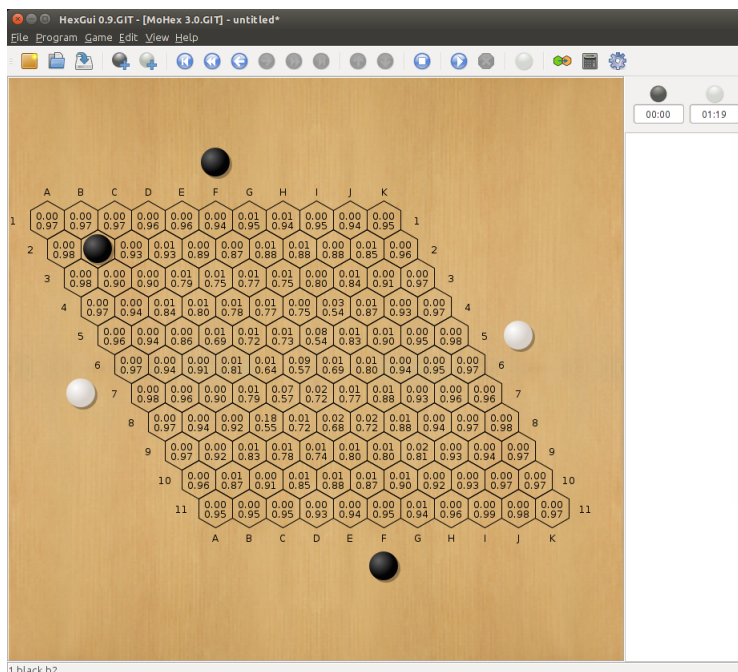 HexGui 0.9.GIT - [MoHex 3.0.GIT] - untitled*
File Program Game Edit View Help
00:00 01:19
A B C D E F G H I J K
0.00 0.00 0.00 0.00 0.00 0.00 0.01 0.01 0.00 0.00 0.00
1 0.97 0.97 0.97 0.96 0.96 0.94 0.95 0.94 0.95 0.94 0.95 1
0.00 0.00 0.01 0.00 0.00 0.01 0.01 0.01 0.01 0.00
2 0.98 0.93 0.93 0.89 0.87 0.88 0.88 0.88 0.85 0.96 2
0.00 0.00 0.00 0.01 0.01 0.01 0.01 0.00 0.01 0.00 0.00
3 0.98 0.90 0.90 0.79 0.75 0.77 0.75 0.80 0.84 0.91 0.97 3
0.00 0.00 0.01 0.01 0.01 0.01 0.00 0.03 0.01 0.00 0.00
4 0.97 0.94 0.84 0.80 0.78 0.77 0.75 0.54 0.87 0.93 0.97 4
0.00 0.00 0.00 0.01 0.01 0.01 0.08 0.01 0.01 0.00 0.00
5 0.96 0.94 0.86 0.69 0.72 0.73 0.54 0.83 0.90 0.95 0.98 5
0.00 0.00 0.00 0.01 0.01 0.09 0.01 0.01 0.00 0.00 0.00
6 0.97 0.94 0.91 0.81 0.64 0.57 0.69 0.80 0.94 0.95 0.97 6
0.00 0.00 0.00 0.01 0.07 0.02 0.01 0.01 0.00 0.00 0.00
7 0.98 0.96 0.90 0.79 0.57 0.72 0.77 0.88 0.93 0.96 0.96 7
0.00 0.00 0.00 0.18 0.01 0.02 0.02 0.01 0.00 0.00 0.00
8 0.97 0.94 0.92 0.55 0.72 0.68 0.72 0.88 0.94 0.97 0.98 8
0.00 0.00 0.01 0.01 0.01 0.01 0.01 0.02 0.00 0.00 0.00
9 0.97 0.92 0.83 0.78 0.74 0.80 0.80 0.81 0.93 0.94 0.97 9
0.00 0.01 0.00 0.01 0.01 0.01 0.01 0.00 0.00 0.00 0.00
10 0.96 0.87 0.91 0.85 0.88 0.87 0.90 0.92 0.93 0.97 0.97 10
0.00 0.00 0.00 0.00 0.00 0.00 0.01 0.00 0.00 0.00 0.00
11 0.95 0.95 0.95 0.93 0.94 0.95 0.94 0.96 0.99 0.98 0.97 11
A B C D E F G H I J K
1 black b2